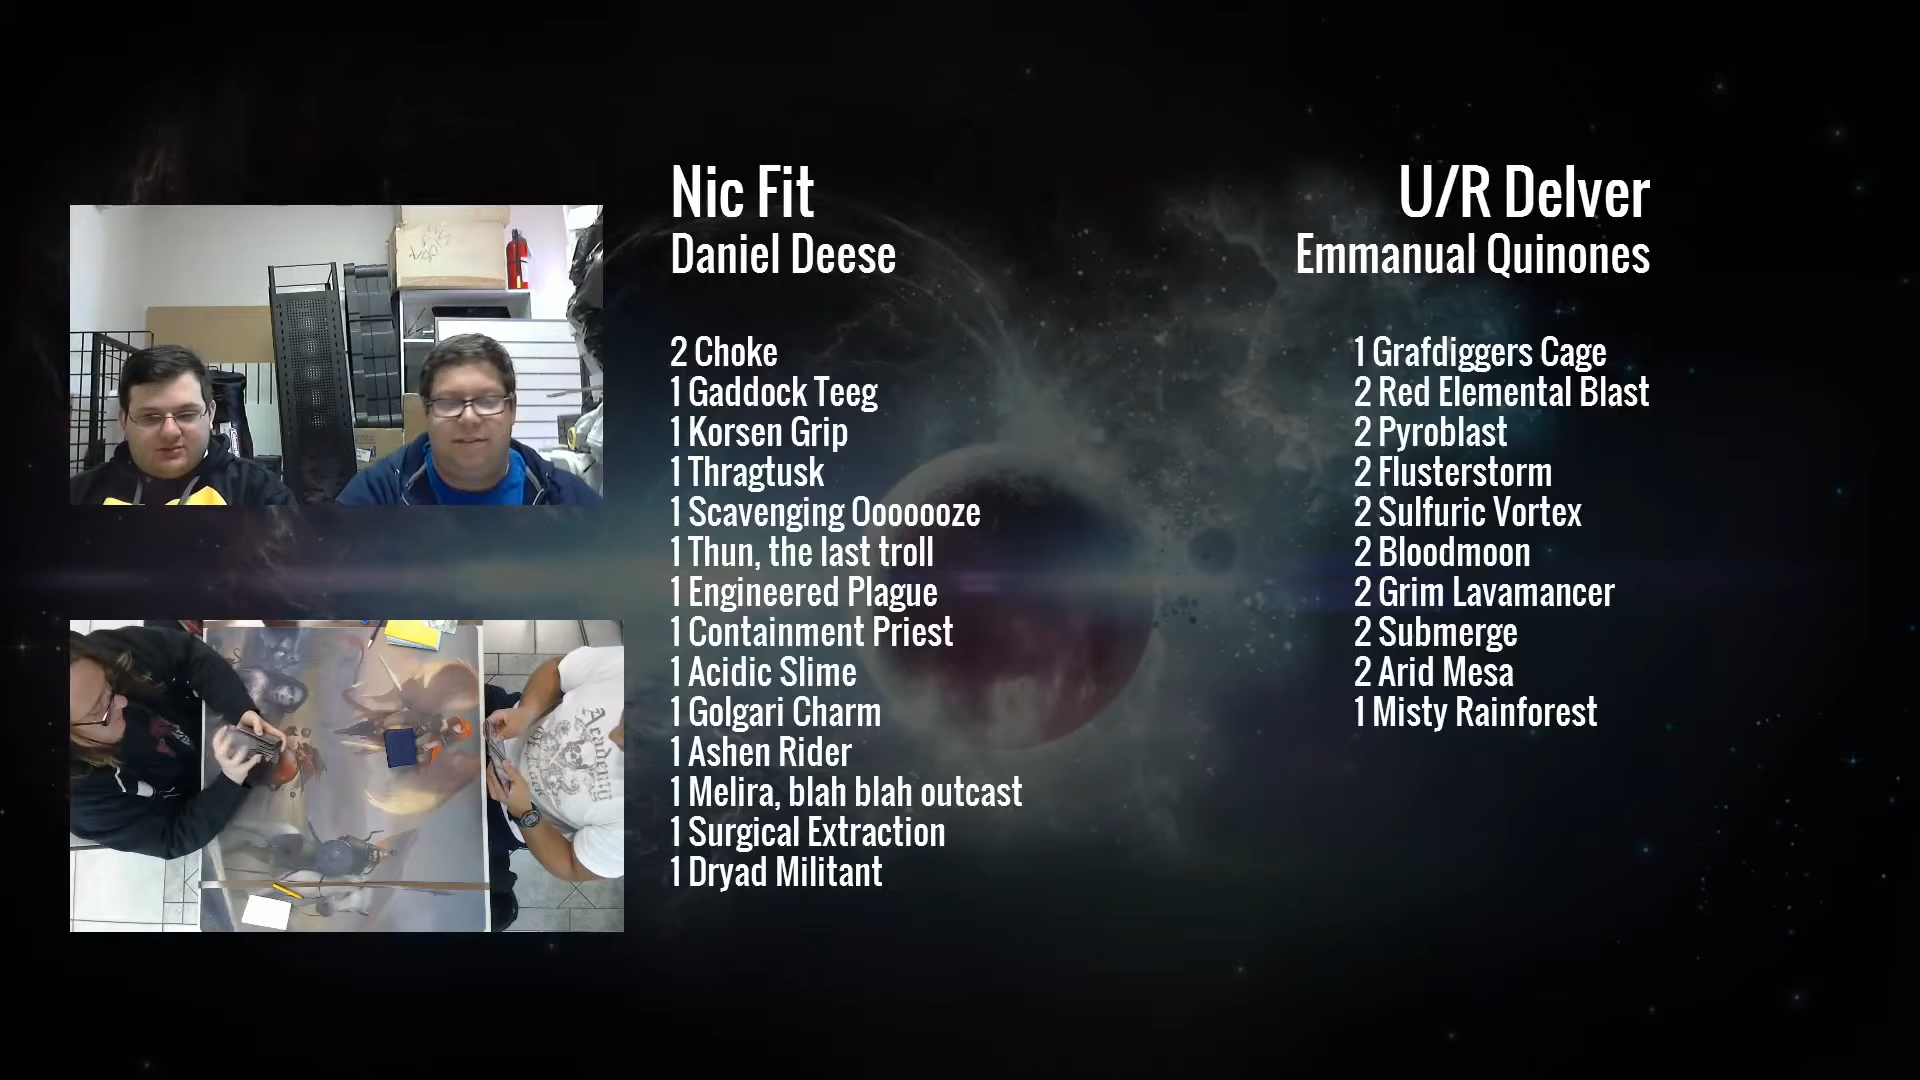 Nic Fit
Daniel Deese
2 Choke
1 Gaddock Teeg
1 Korsen Grip
1 Thragtusk
1 Scavenging Ooooooze
1 Thun, the last troll
1 Engineered Plague
1 Containment Priest
1 Acidic Slime
1 Golgari Charm
1 Ashen Rider
1 Melira, blah blah outcast
1 Surgical Extraction
1 Dryad Militant
U/R Delver
Emmanual Quinones
1 Grafdiggers Cage
2 Red Elemental Blast
2 Pyroblast
2 Flusterstorm
2 Sulfuric Vortex
2 Bloodmoon
2 Grim Lavamancer
2 Submerge
2 Arid Mesa
1 Misty Rainforest
Academy